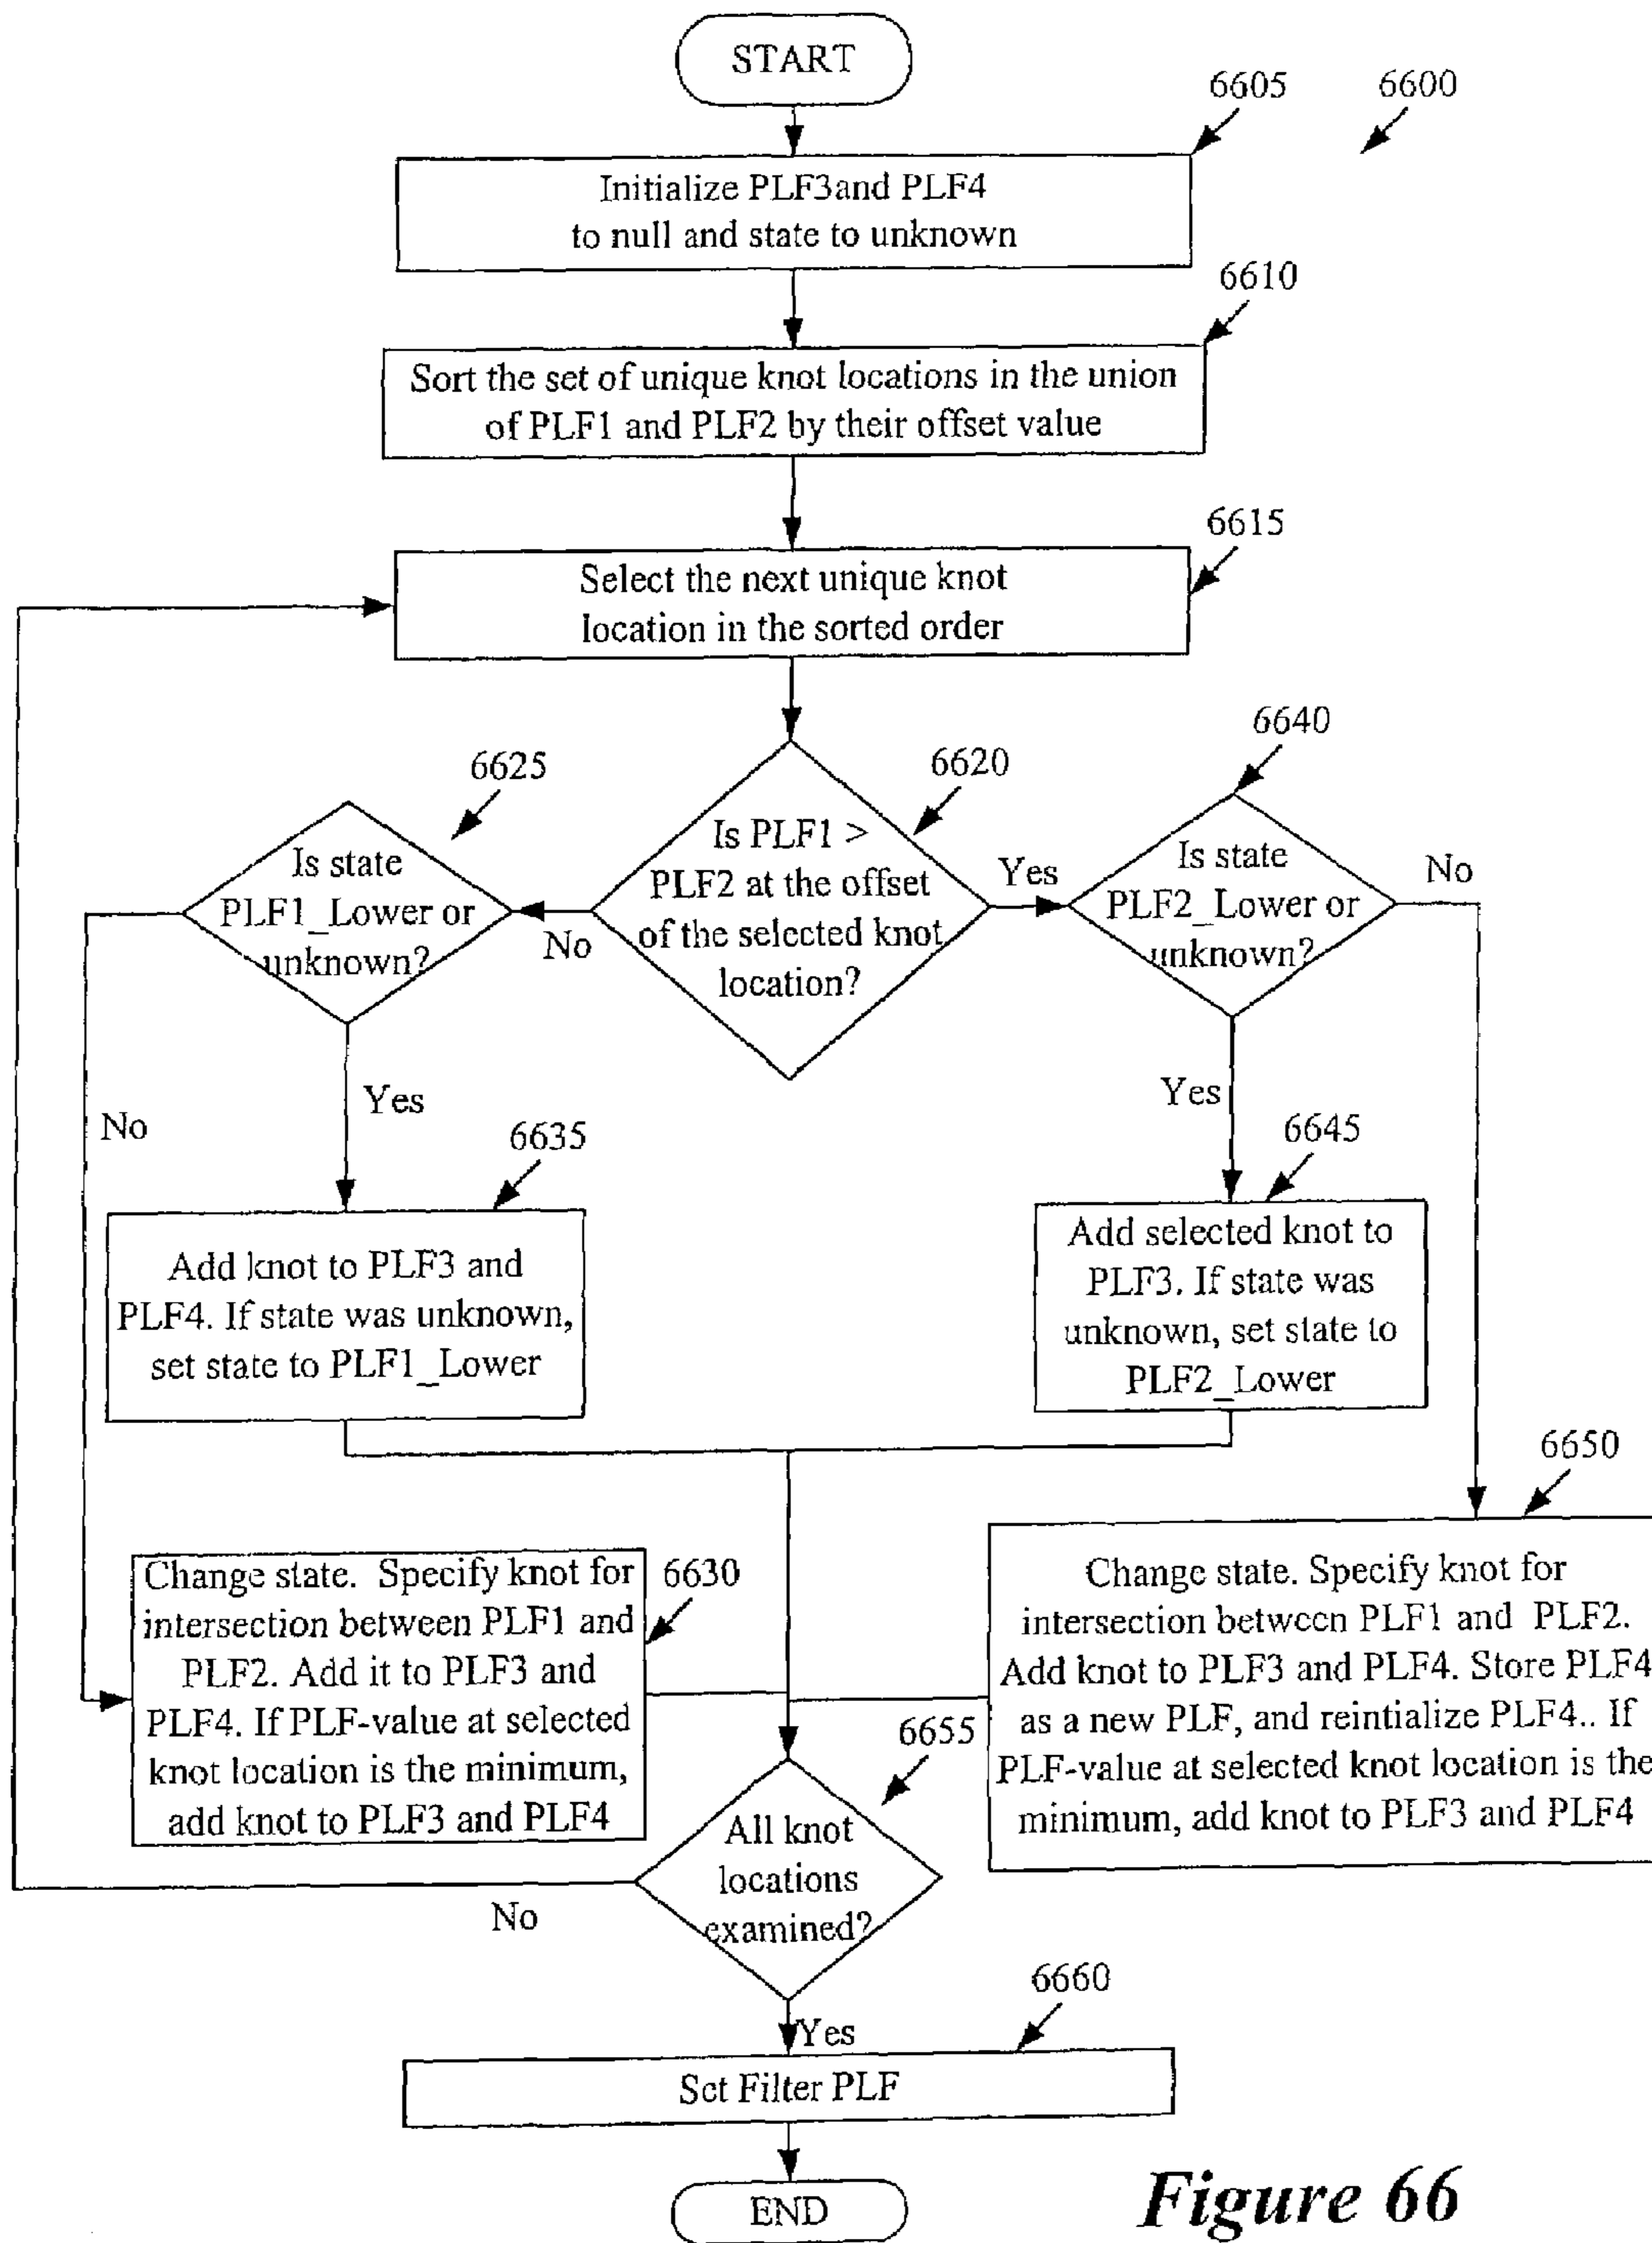 START
6605
6600
Initialize PLF3and PLF4
to null and state to unknown
6610
Sort the set of unique knot locations in the union
of PLF1 and PLF2 by their offset value
6615
Select the next unique knot
location in the sorted order
6625
6620
6640
Is state
PLF1_Lower or
unknown?
No
Is PLF1 >
PLF2 at the offset
of the selected knot
location?
Yes
Is state
PLF2_Lower or
unknown?
No
No
Yes
Yes
6635
6645
Add knot to PLF3 and
PLF4. If state was unknown,
set state to PLF1_Lower
Add selected knot to
PLF3. If state was
unknown, set state to
PLF2_Lower
6650
Change state. Specify knot for
intersection between PLF1 and
PLF2. Add it to PLF3 and
PLF4. If PLF-value at selected
knot location is the minimum,
add knot to PLF3 and PLF4
6630
Change state. Specify knot for
intersection between PLF1 and PLF2.
Add knot to PLF3 and PLF4. Store PLF4
as a new PLF, and reintialize PLF4.. If
PLF-value at selected knot location is the
minimum, add knot to PLF3 and PLF4
6655
All knot
locations
examined?
No
6660
Yes
Set Filter PLF
END
Figure 66